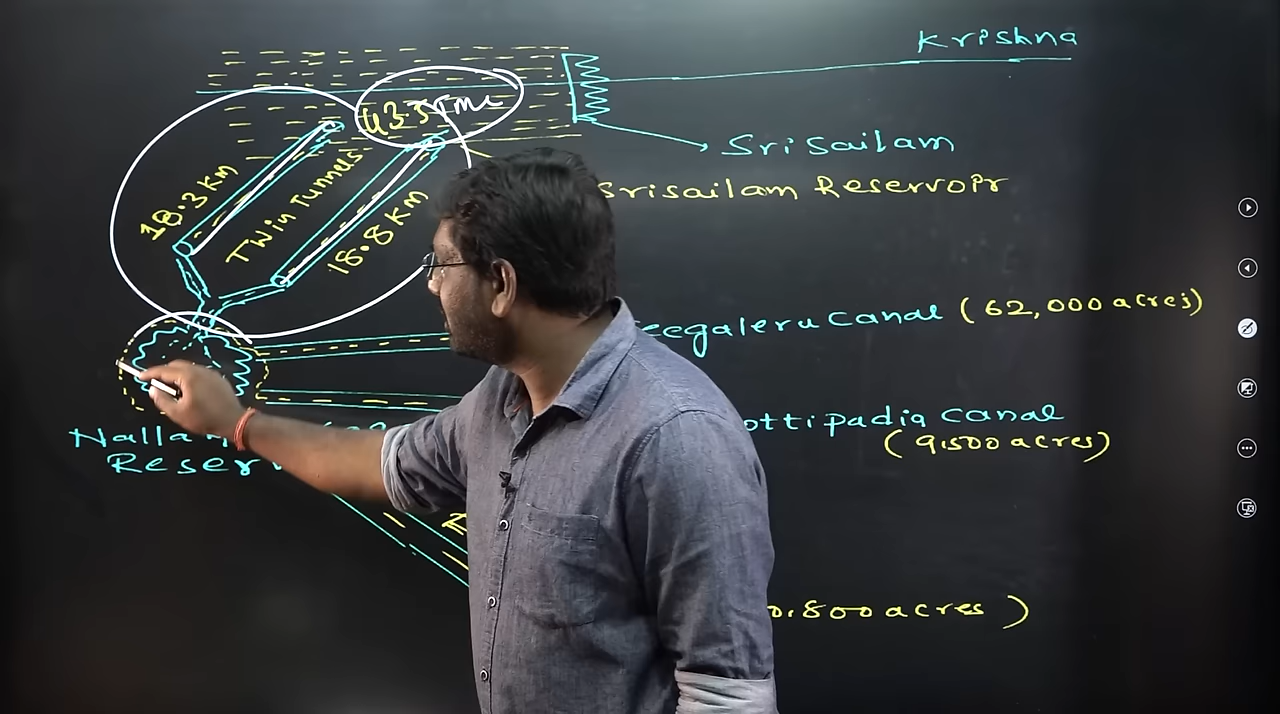 Krishna
Srisailam
Srisailam Reservopr
18.3 KM
Twin Tunnels
18.8 KM
eegaleru Canal (62,000 acres)
ottipadia Canal
(9,500 acres)
Nalla
Reser
0.800 acres)